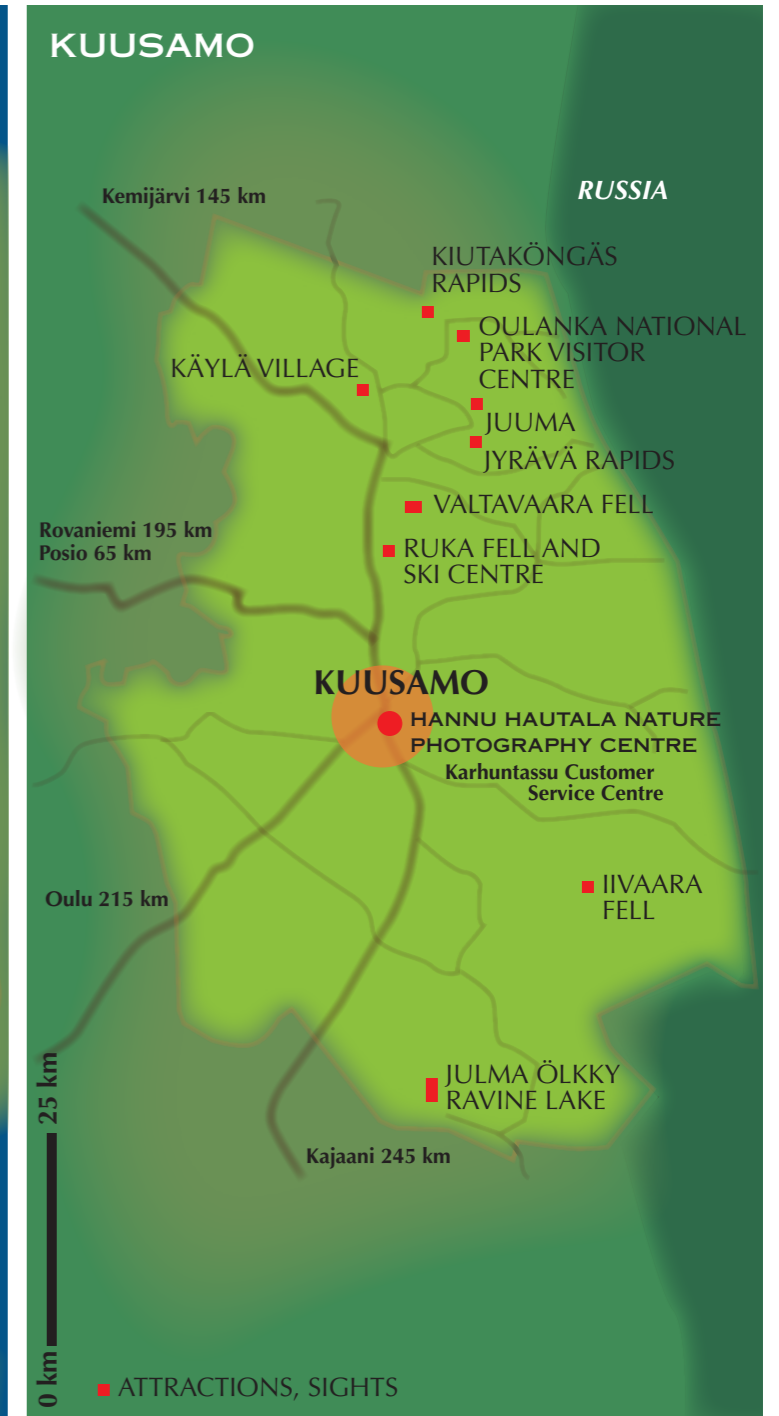 KUUSAMO
Kemijärvi 145 km
RUSSIA
KIUTAKÖNGÄS
RAPIDS
OULANKA NATIONAL
PARK VISITOR
CENTRE
KÄYLÄ VILLAGE
JUUMA
JYRÄVÄ RAPIDS
VALTAVAARA FELL
Rovaniemi 195 km
Posio 65 km
RUKA FELL AND
SKI CENTRE
KUUSAMO
HANNU HAUTALA NATURE
PHOTOGRAPHY CENTRE
Karhuntassu Customer
Service Centre
IIVAARA
FELL
Oulu 215 km
JULMA ÖLKKY
RAVINE LAKE
Kajaani 245 km
25 km
0 km
ATTRACTIONS, SIGHTS